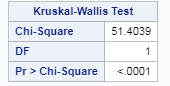 Kruskal-Wallis Test
Chi-Square 51.4039
DF 1
Pr > Chi-Square <.0001